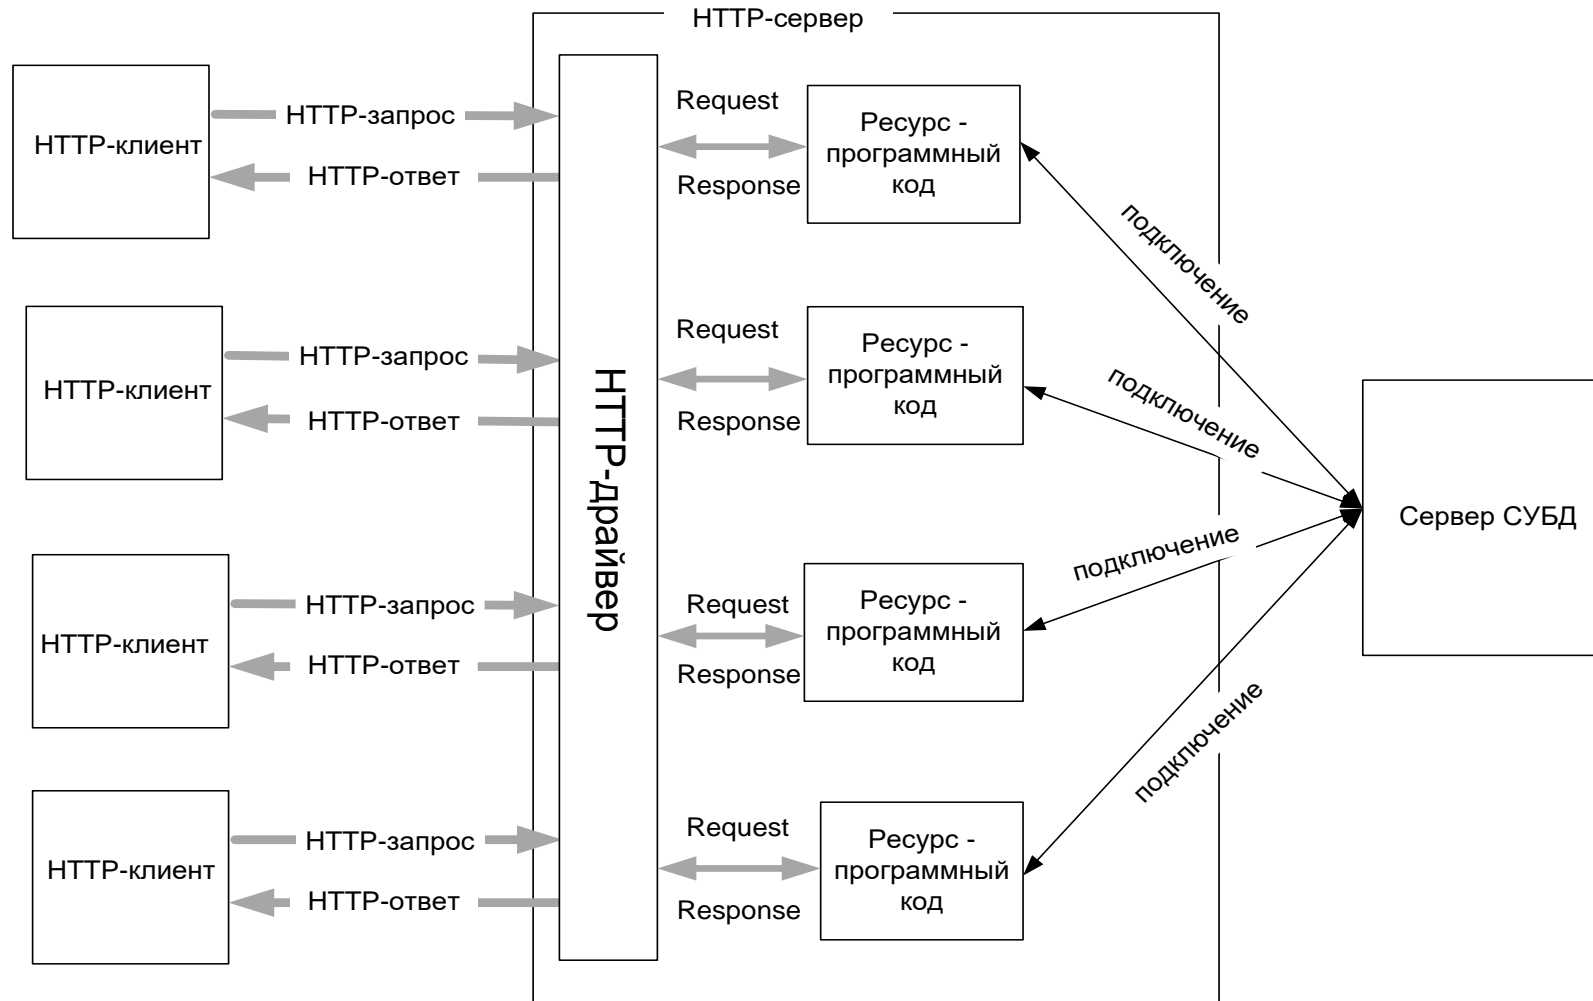 HTTP-сервер
HTTP-клиент
HTTP-запрос
HTTP-ответ
Request
Response
Ресурс -
программный
код
подключение
HTTP-клиент
HTTP-запрос
HTTP-ответ
Request
Response
Ресурс -
программный
код
подключение
HTTP-драйвер
Сервер СУБД
HTTP-клиент
HTTP-запрос
HTTP-ответ
Request
Response
Ресурс -
программный
код
подключение
HTTP-клиент
HTTP-запрос
HTTP-ответ
Request
Response
Ресурс -
программный
код
подключение